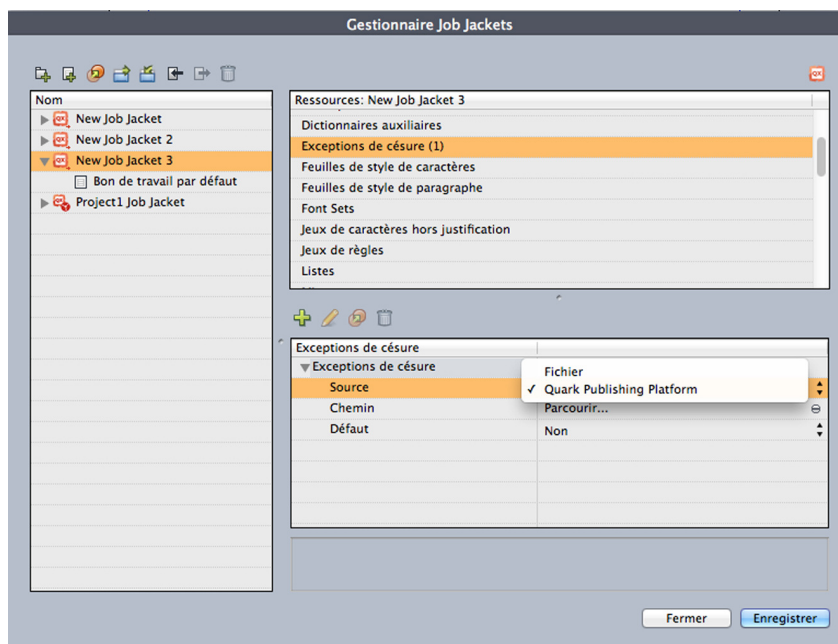 Gestionnaire Job Jackets
Nom
New Job Jacket
New Job Jacket 2
New Job Jacket 3
Bon de travail par défaut
Project1 Job Jacket
Ressources: New Job Jacket 3
Dictionnaires auxiliaires
Exceptions de césure (1)
Feuilles de style de caractères
Feuilles de style de paragraphe
Font Sets
Jeux de caractères hors justification
Jeux de règles
Listes
Exceptions de césure
Exceptions de césure
Fichier
Source
Quark Publishing Platform
Chemin
Parcourir...
Défaut
Non
Fermer
Enregistrer